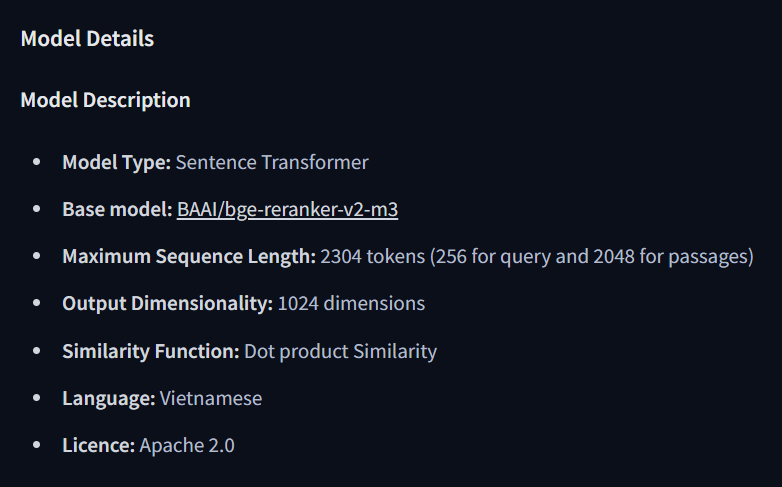 Model Details
Model Description
• Model Type: Sentence Transformer
• Base model: BAAI/bge-reranker-v2-m3
• Maximum Sequence Length: 2304 tokens (256 for query and 2048 for passages)
• Output Dimensionality: 1024 dimensions
• Similarity Function: Dot product Similarity
• Language: Vietnamese
• Licence: Apache 2.0